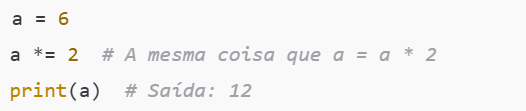 a = 6
a *= 2  # A mesma coisa que a = a * 2
print(a)  # Saída: 12